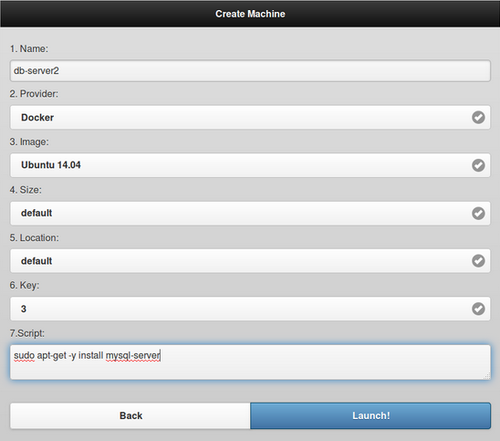 Create Machine
1. Name:
db-server2
2. Provider:
Docker
3. Image:
Ubuntu 14.04
4. Size:
default
5. Location:
default
6. Key:
3
7.Script:
sudo apt-get -y install mysql-server
Back
Launch!